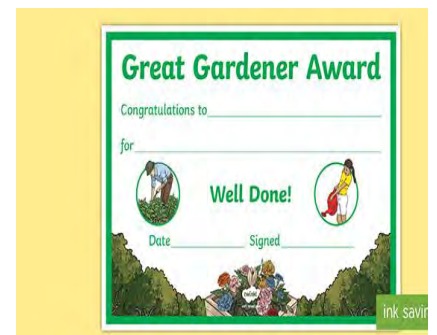 Great Gardener Award
Congratulations to
for
Well Done!
Date Signed
ink savin